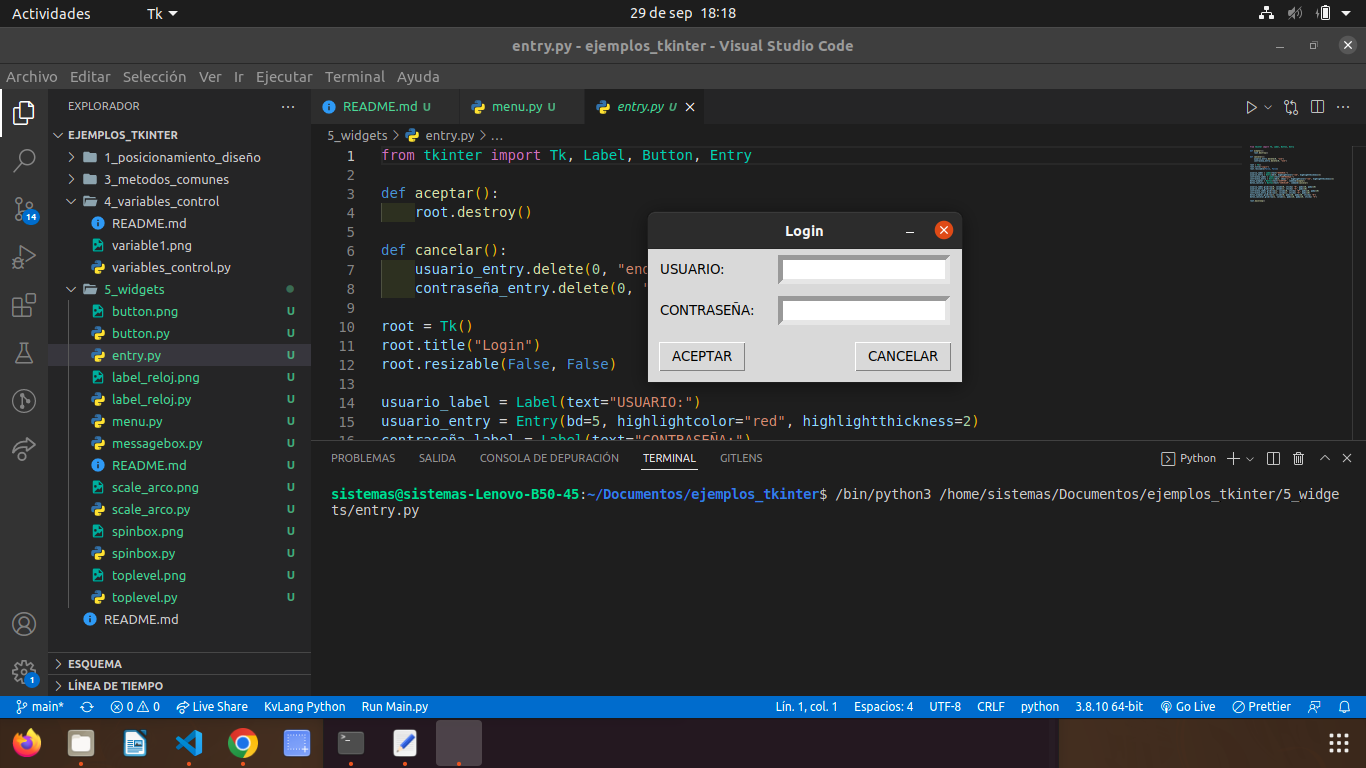 Actividades
Tk
29 de sep 18:18
entry.py - ejemplos_tkinter - Visual Studio Code
Archivo Editar Selección Ver Ir Ejecutar Terminal Ayuda
EXPLORADOR
EJEMPLOS_TKINTER
1_posicionamiento_diseño
3_metodos_comunes
4_variables_control
README.md
variable1.png
variables_control.py
5_widgets
button.png U
button.py U
entry.py U
label_reloj.png U
label_reloj.py U
menu.py U
messagebox.py U
README.md U
scale_arco.png U
scale_arco.py U
spinbox.png U
spinbox.py U
toplevel.png U
toplevel.py U
README.md
ESQUEMA
LÍNEA DE TIEMPO
14
1
README.md U
menu.py U
entry.py U
5_widgets > entry.py > ...
1 from tkinter import Tk, Label, Button, Entry
2
3 def aceptar():
4 root.destroy()
5
6 def cancelar():
7 usuario_entry.delete(0, "en
8 contraseña_entry.delete(0, "
9
10 root = Tk()
11 root.title("Login")
12 root.resizable(False, False)
13
14 usuario_label = Label(text="USUARIO:")
15 usuario_entry = Entry(bd=5, highlightcolor="red", highlightthickness=2)
16 contraseña_label = Label(text="CONTRASEÑA:")
Login
USUARIO:
CONTRASEÑA:
ACEPTAR
CANCELAR
PROBLEMAS SALIDA CONSOLA DE DEPURACIÓN TERMINAL GITLENS
Python
sistemas@sistemas-Lenovo-B50-45:~/Documentos/ejemplos_tkinter$ /bin/python3 /home/sistemas/Documentos/ejemplos_tkinter/5_widge
ts/entry.py
main* 0 0 Live Share KvLang Python Run Main.py
Lín. 1, col. 1 Espacios: 4 UTF-8 CRLF python 3.8.10 64-bit Go Live Prettier